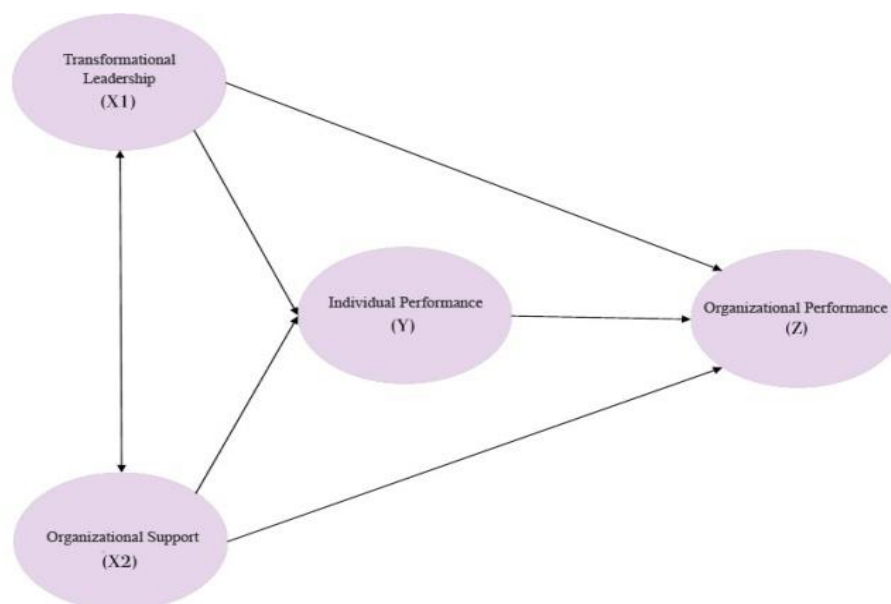 Transformational
Leadership
(X1)
Individual Performance
(Y)
Organizational Performance
(Z)
Organizational Support
(X2)